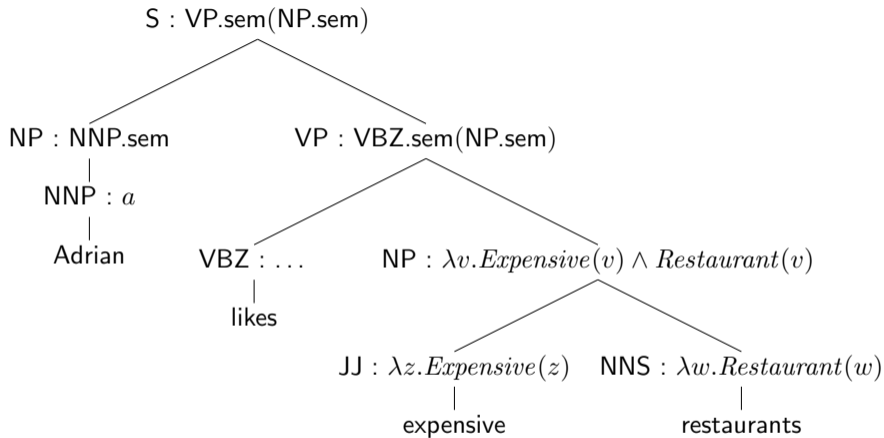 S : VP.sem(NP.sem)
NP : NNP.sem
VP : VBZ.sem(NP.sem)
NNP : a
Adrian
VBZ : ...
NP : λv.Expensive(v) ∧ Restaurant(v)
likes
JJ : λz.Expensive(z)
NNS : λw.Restaurant(w)
expensive
restaurants